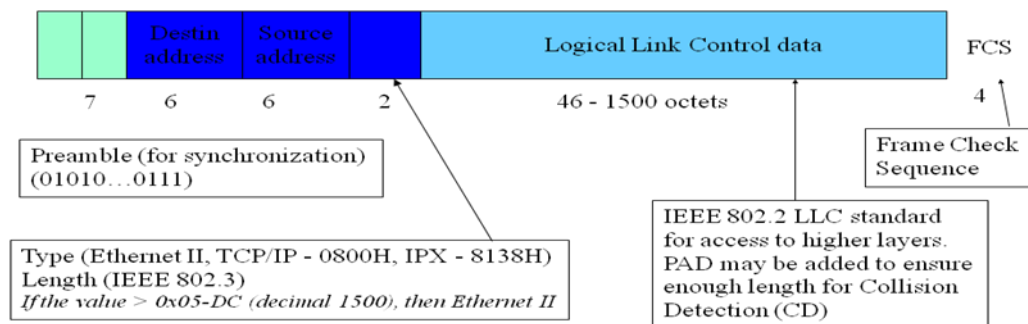 Destin address
Source address
Logical Link Control data
FCS
7
6
6
2
46 - 1500 octets
4
Preamble (for synchronization)
(01010...0111)
Frame Check
Sequence
Type (Ethernet II, TCP/IP - 0800H, IPX - 8138H)
Length (IEEE 802.3)
If the value > 0x05-DC (decimal 1500), then Ethernet II
IEEE 802.2 LLC standard
for access to higher layers.
PAD may be added to ensure
enough length for Collision
Detection (CD)